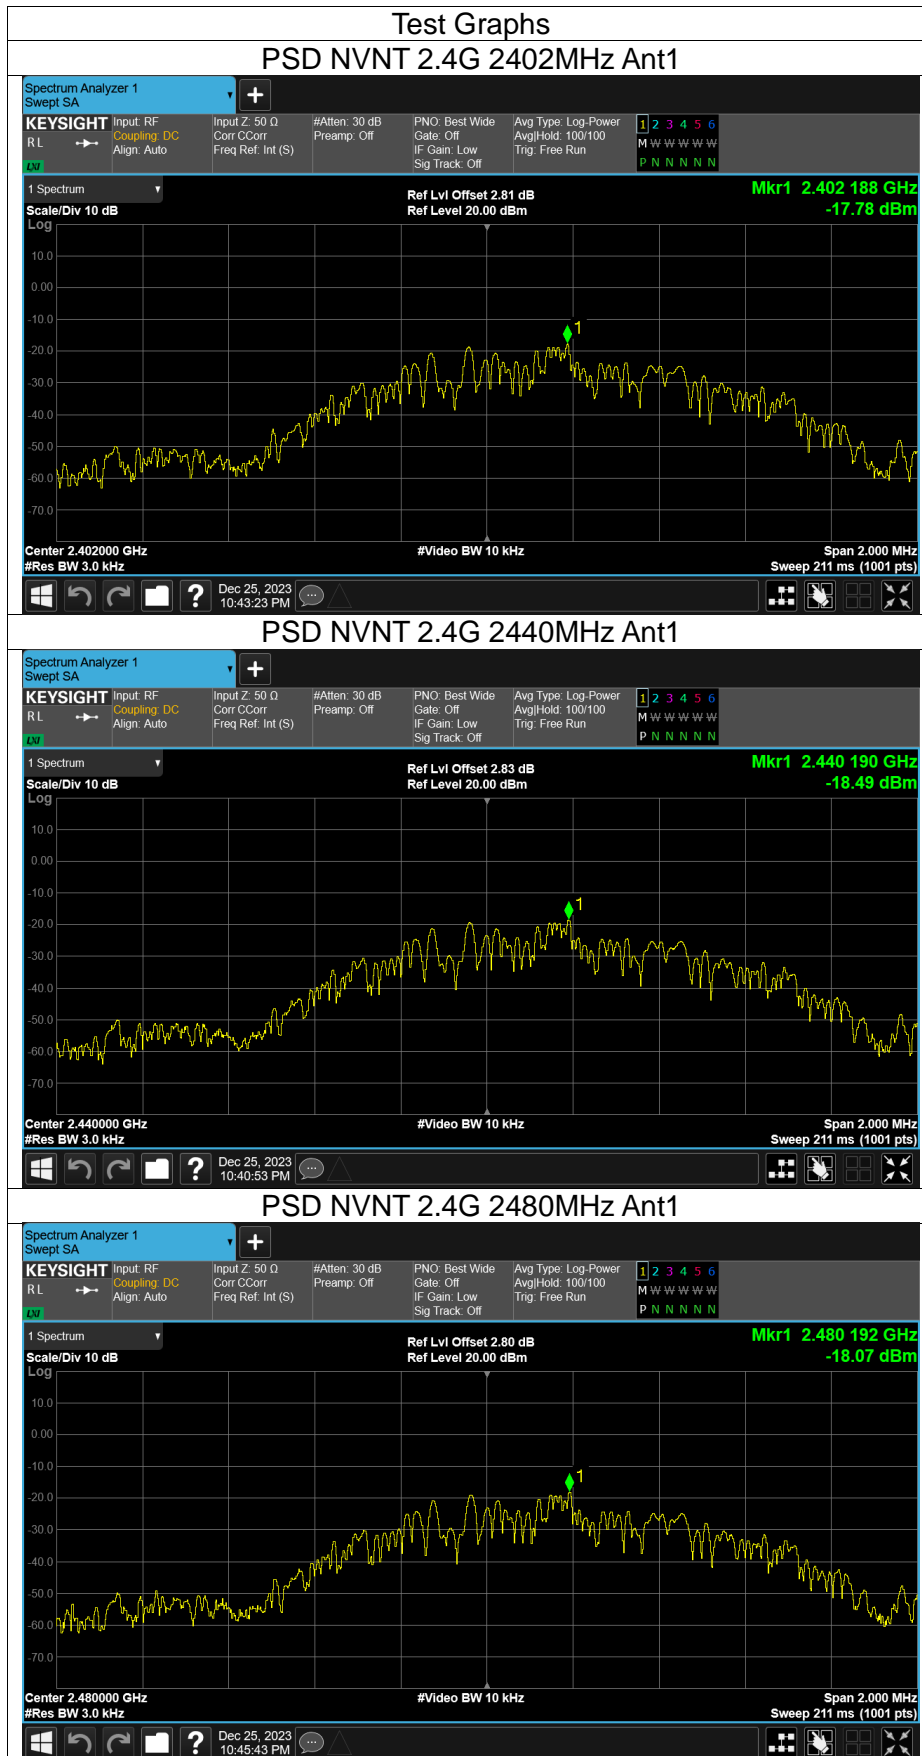 Test Graphs
PSD NVNT 2.4G 2402MHz Ant1
Spectrum Analyzer 1
Swept SA
+
KEYSIGHT Input: RF Input Z: 50 Ω #Atten: 30 dB PNO: Best Wide Avg Type: Log-Power 1 2 3 4 5 6
RL Coupling: DC Corr CCorr Preamp: Off Gate: Off Avg|Hold: 100/100 M W W W W W
Align: Auto Freq Ref: Int (S) IF Gain: Low Trig: Free Run P N N N N N
LXI Sig Track: Off
1 Spectrum Ref Lvl Offset 2.81 dB Mkr1 2.402 188 GHz
Scale/Div 10 dB Ref Level 20.00 dBm -17.78 dBm
Log
10.0
0.00
-10.0
1
-20.0
-30.0
-40.0
-50.0
-60.0
-70.0
Center 2.402000 GHz #Video BW 10 kHz Span 2.000 MHz
#Res BW 3.0 kHz Sweep 211 ms (1001 pts)
? Dec 25, 2023
10:43:23 PM
PSD NVNT 2.4G 2440MHz Ant1
Spectrum Analyzer 1
Swept SA
+
KEYSIGHT Input: RF Input Z: 50 Ω #Atten: 30 dB PNO: Best Wide Avg Type: Log-Power 1 2 3 4 5 6
RL Coupling: DC Corr CCorr Preamp: Off Gate: Off Avg|Hold: 100/100 M W W W W W
Align: Auto Freq Ref: Int (S) IF Gain: Low Trig: Free Run P N N N N N
LXI Sig Track: Off
1 Spectrum Ref Lvl Offset 2.83 dB Mkr1 2.440 190 GHz
Scale/Div 10 dB Ref Level 20.00 dBm -18.49 dBm
Log
10.0
0.00
-10.0
1
-20.0
-30.0
-40.0
-50.0
-60.0
-70.0
Center 2.440000 GHz #Video BW 10 kHz Span 2.000 MHz
#Res BW 3.0 kHz Sweep 211 ms (1001 pts)
? Dec 25, 2023
10:40:53 PM
PSD NVNT 2.4G 2480MHz Ant1
Spectrum Analyzer 1
Swept SA
+
KEYSIGHT Input: RF Input Z: 50 Ω #Atten: 30 dB PNO: Best Wide Avg Type: Log-Power 1 2 3 4 5 6
RL Coupling: DC Corr CCorr Preamp: Off Gate: Off Avg|Hold: 100/100 M W W W W W
Align: Auto Freq Ref: Int (S) IF Gain: Low Trig: Free Run P N N N N N
LXI Sig Track: Off
1 Spectrum Ref Lvl Offset 2.80 dB Mkr1 2.480 192 GHz
Scale/Div 10 dB Ref Level 20.00 dBm -18.07 dBm
Log
10.0
0.00
-10.0
1
-20.0
-30.0
-40.0
-50.0
-60.0
-70.0
Center 2.480000 GHz #Video BW 10 kHz Span 2.000 MHz
#Res BW 3.0 kHz Sweep 211 ms (1001 pts)
? Dec 25, 2023
10:45:43 PM